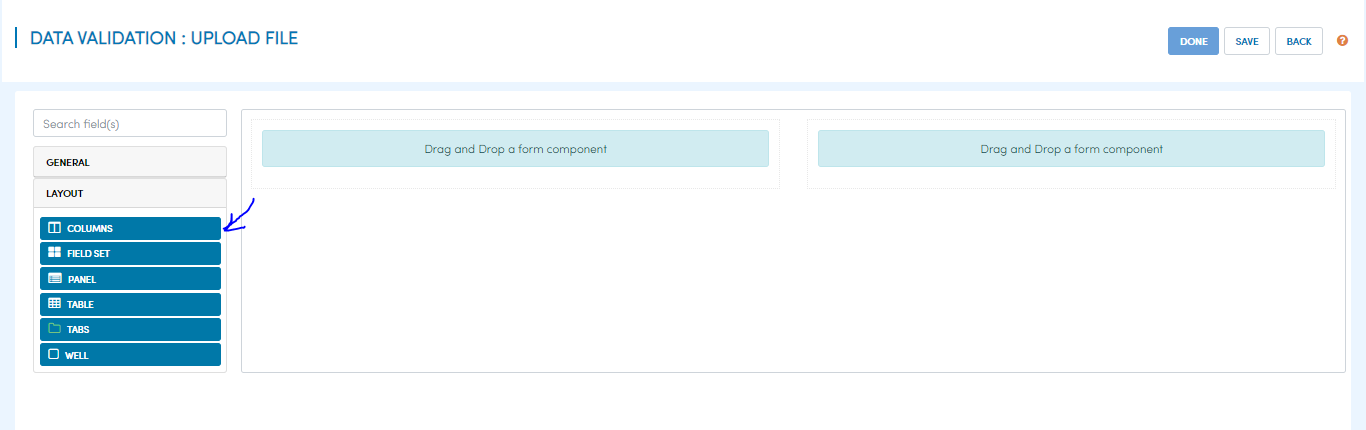 DATA VALIDATION : UPLOAD FILE
DONE
SAVE
BACK
?
Search field(s)
GENERAL
LAYOUT
COLUMNS
FIELD SET
PANEL
TABLE
TABS
WELL
Drag and Drop a form component
Drag and Drop a form component